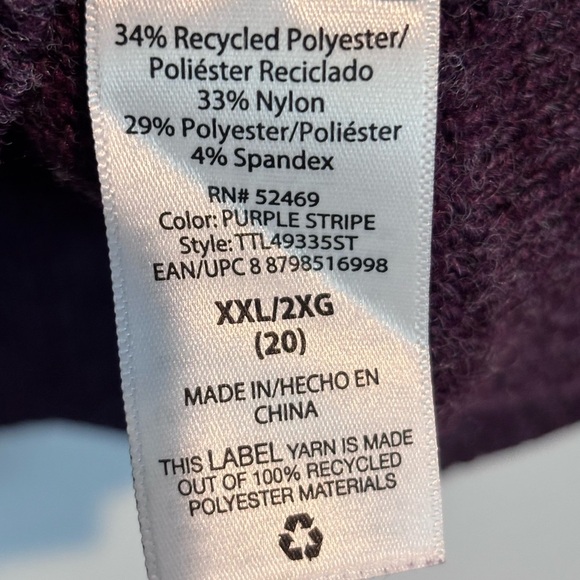 34% Recycled Polyester/
Poliéster Reciclado
33% Nylon
29% Polyester/Poliéster
4% Spandex
RN# 52469
Color: PURPLE STRIPE
Style: TTL49335ST
EAN/UPC 8 8798516998
XXL/2XG
(20)
MADE IN/HECHO EN
CHINA
THIS LABEL YARN IS MADE
OUT OF 100% RECYCLED
POLYESTER MATERIALS